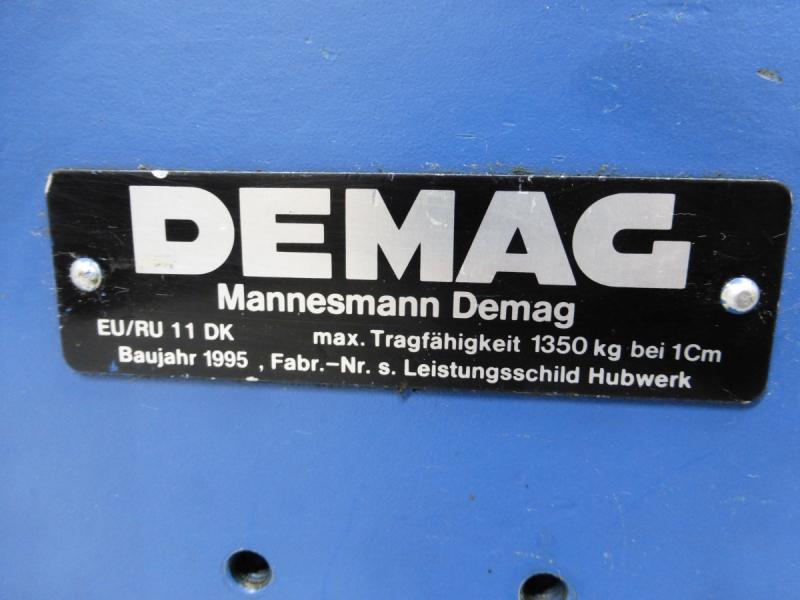 DEMAG
Mannesmann Demag
EU/RU 11 DK max. Tragfähigkeit 1350 kg bei 1Cm
Baujahr 1995 , Fabr.-Nr. s. Leistungsschild Hubwerk